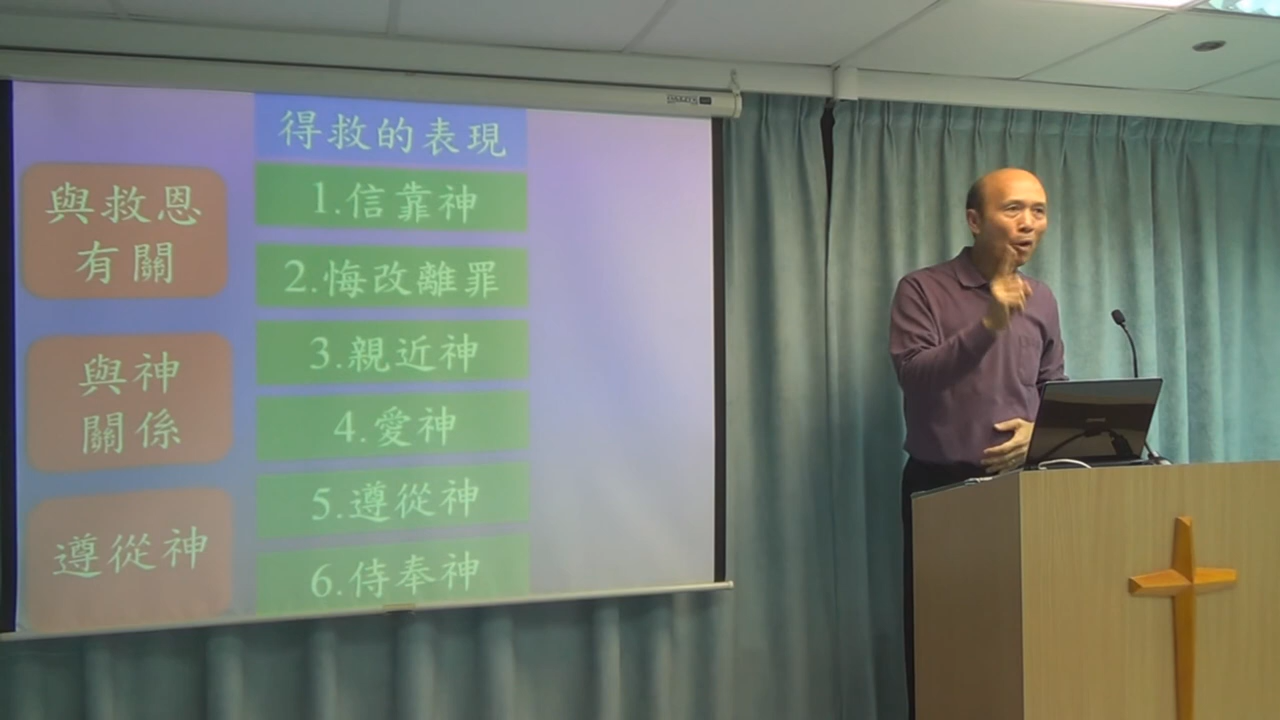 得救的表現
與救恩
有關
1.信靠神
2.悔改離罪
與神
關係
3.親近神
4.愛神
遵從神
5.遵從神
6.侍奉神